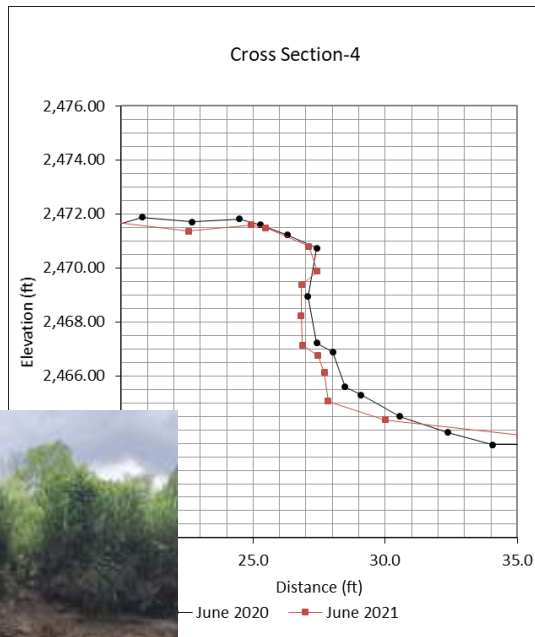 Cross Section-4
2,476.00
2,474.00
2,472.00
2,470.00
2,468.00
2,466.00
Elevation (ft)
25.0 30.0 35.0
Distance (ft)
June 2020 June 2021